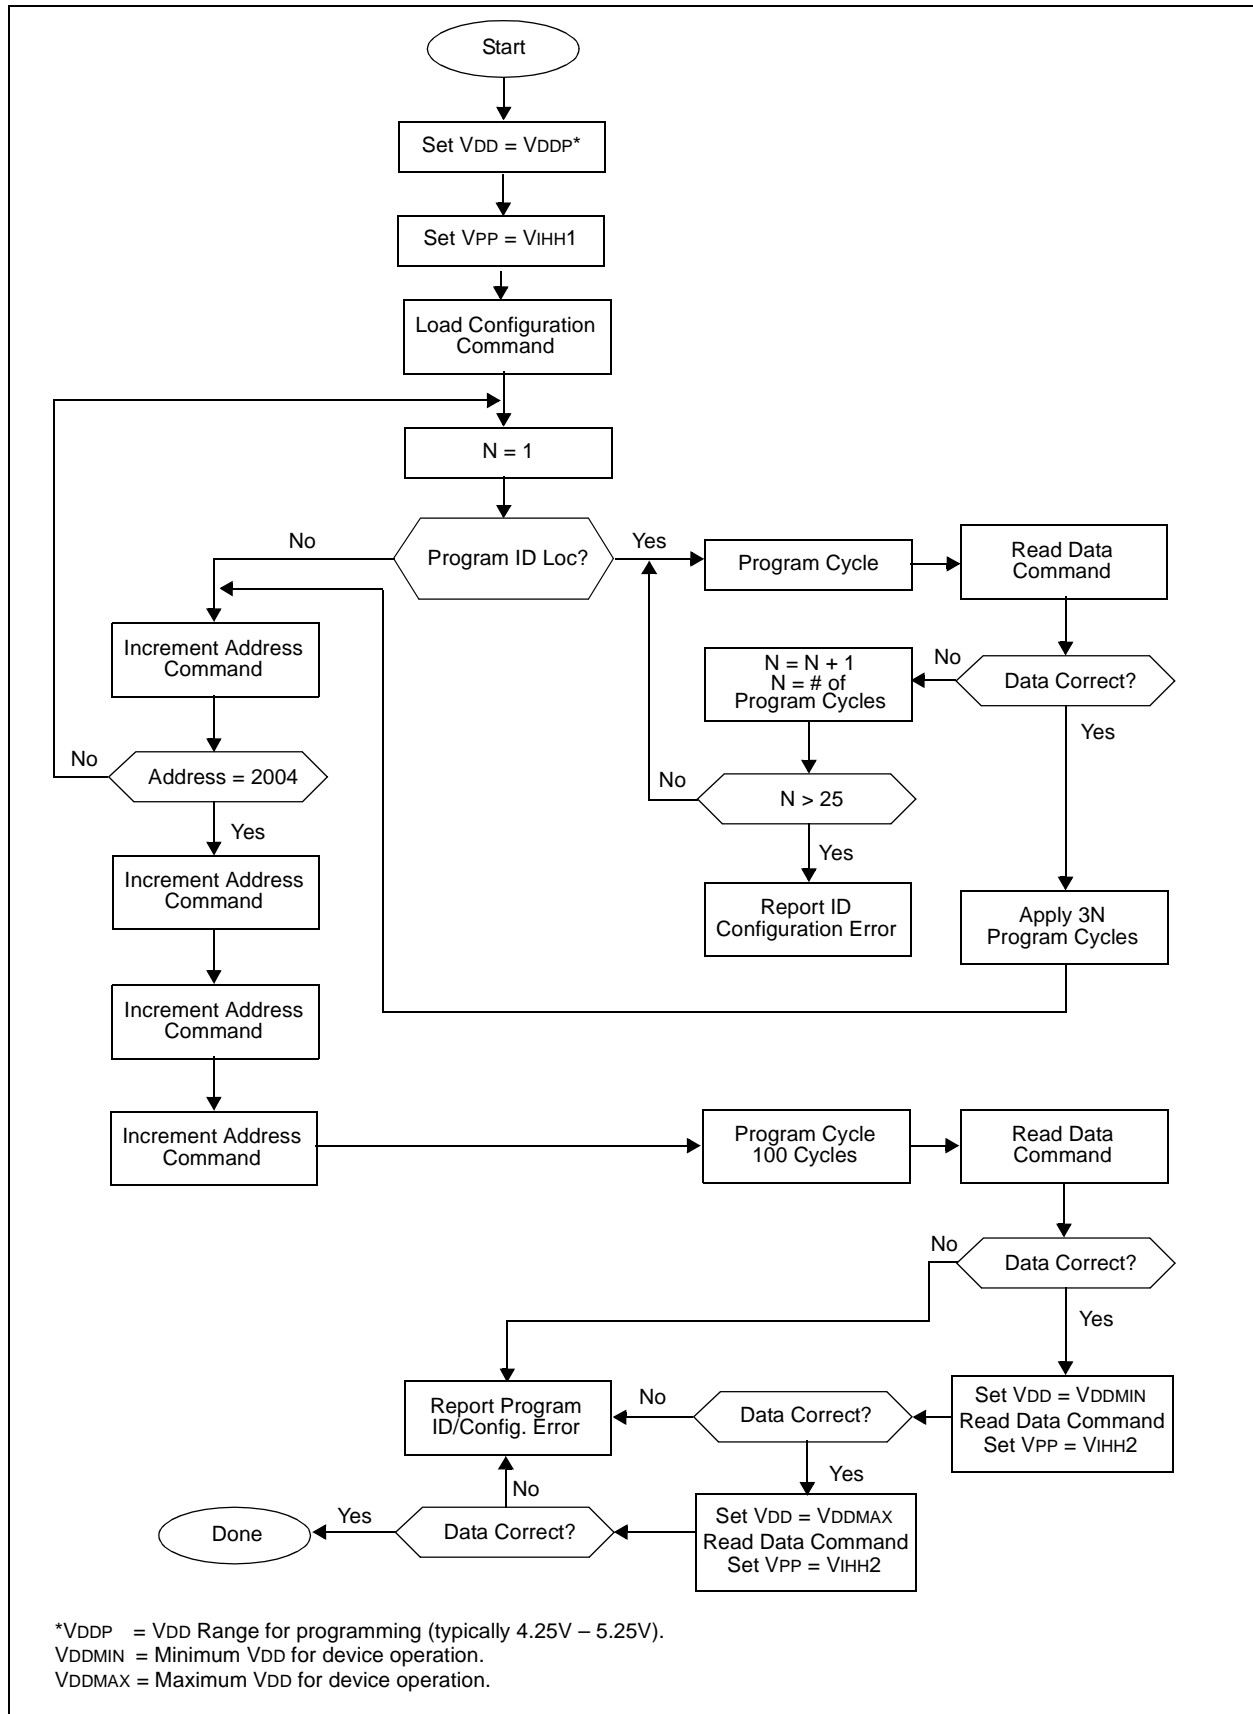 Start
Set VDD = VDDP*
Set VPP = VIHH1
Load Configuration
Command
N = 1
No
Program ID Loc?
Yes
Program Cycle
Read Data
Command
Increment Address
Command
N = N + 1
N = # of
Program Cycles
No
Data Correct?
Yes
No
Address = 2004
No
N > 25
Yes
Yes
Increment Address
Command
Report ID
Configuration Error
Apply 3N
Program Cycles
Increment Address
Command
Increment Address
Command
Program Cycle
100 Cycles
Read Data
Command
No
Data Correct?
Yes
Report Program
ID/Config. Error
No
Data Correct?
Set VDD = VDDMIN
Read Data Command
Set VPP = VIHH2
Yes
No
Done
Yes
Data Correct?
Set VDD = VDDMAX
Read Data Command
Set VPP = VIHH2
*VDDP = VDD Range for programming (typically 4.25V – 5.25V).
VDDMIN = Minimum VDD for device operation.
VDDMAX = Maximum VDD for device operation.